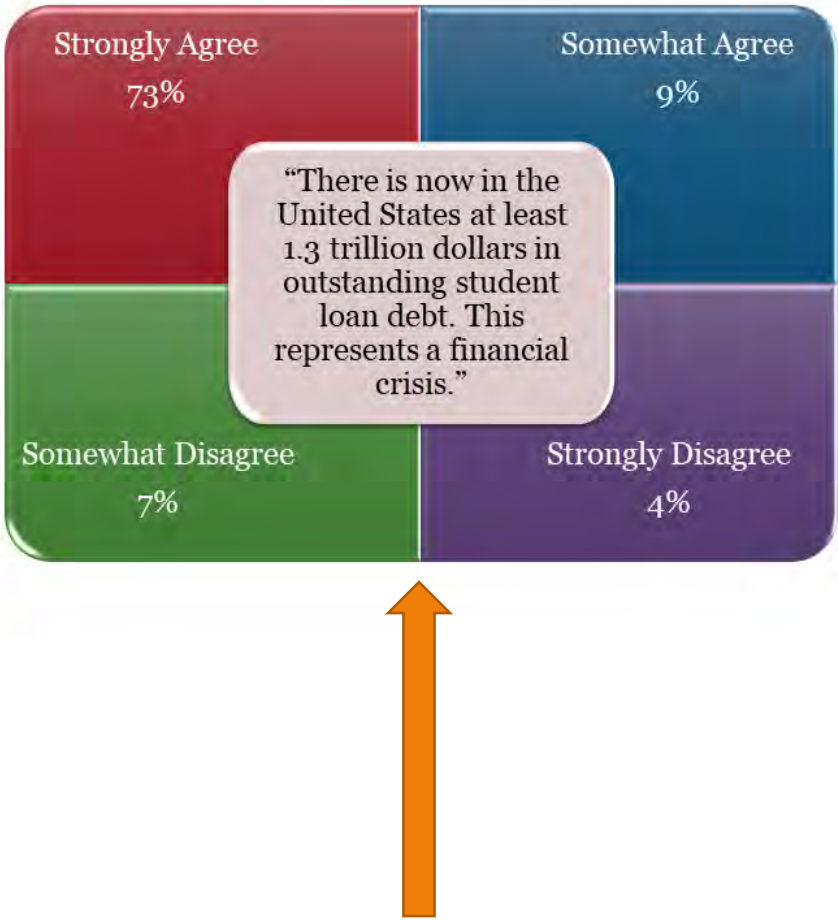 Strongly Agree
73%
Somewhat Agree
9%
“There is now in the
United States at least
1.3 trillion dollars in
outstanding student
loan debt. This
represents a financial
crisis.”
Somewhat Disagree
7%
Strongly Disagree
4%